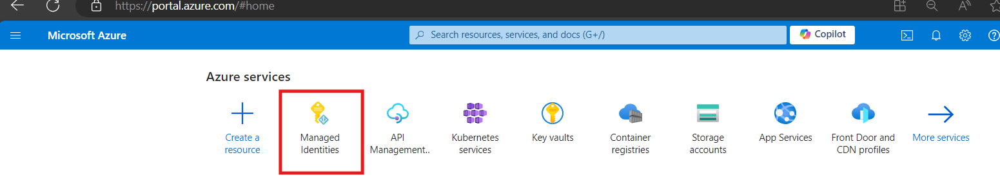 https://portal.azure.com/#home
Microsoft Azure
Search resources, services, and docs (G+/)
Copilot
Azure services
Create a
resource
Managed
Identities
API
Management..
Kubernetes
services
Key vaults
Container
registries
Storage
accounts
App Services
Front Door and
CDN profiles
More services